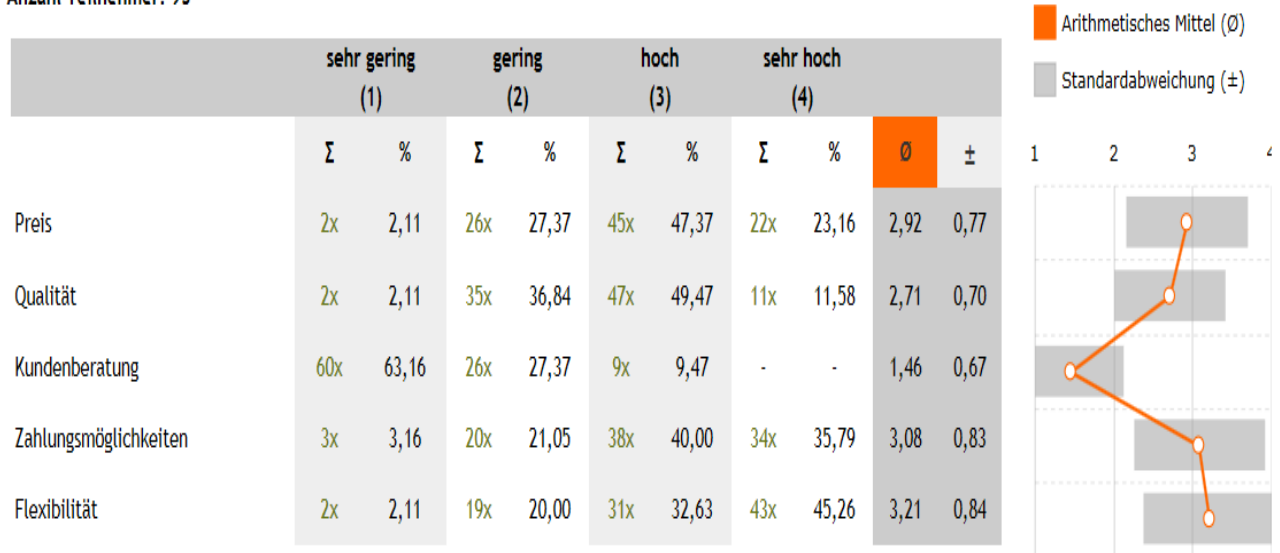 Arithmetisches Mittel (Ø)
Standardabweichung (±)
sehr gering gering hoch sehr hoch
(1) (2) (3) (4)
Σ % Σ % Σ % Σ % Ø ±
1 2 3 4
Preis 2x 2,11 26x 27,37 45x 47,37 22x 23,16 2,92 0,77
Qualität 2x 2,11 35x 36,84 47x 49,47 11x 11,58 2,71 0,70
Kundenberatung 60x 63,16 26x 27,37 9x 9,47 - - 1,46 0,67
Zahlungsmöglichkeiten 3x 3,16 20x 21,05 38x 40,00 34x 35,79 3,08 0,83
Flexibilität 2x 2,11 19x 20,00 31x 32,63 43x 45,26 3,21 0,84